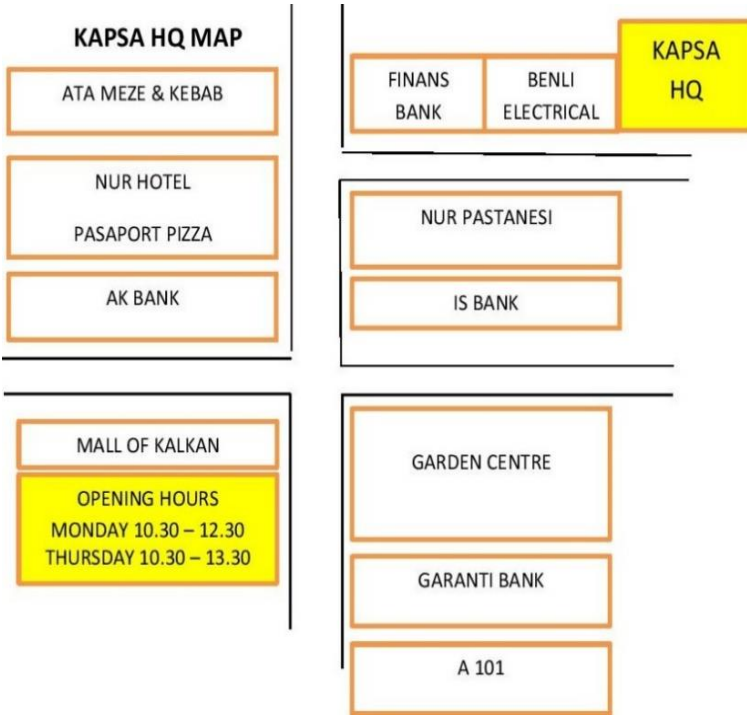 KAPSA HQ MAP
ATA MEZE & KEBAB
NUR HOTEL
PASAPORT PIZZA
AK BANK
MALL OF KALKAN
OPENING HOURS
MONDAY 10.30 – 12.30
THURSDAY 10.30 – 13.30
FINANS
BANK
BENLI
ELECTRICAL
KAPSA
HQ
NUR PASTANESI
IS BANK
GARDEN CENTRE
GARANTI BANK
A 101